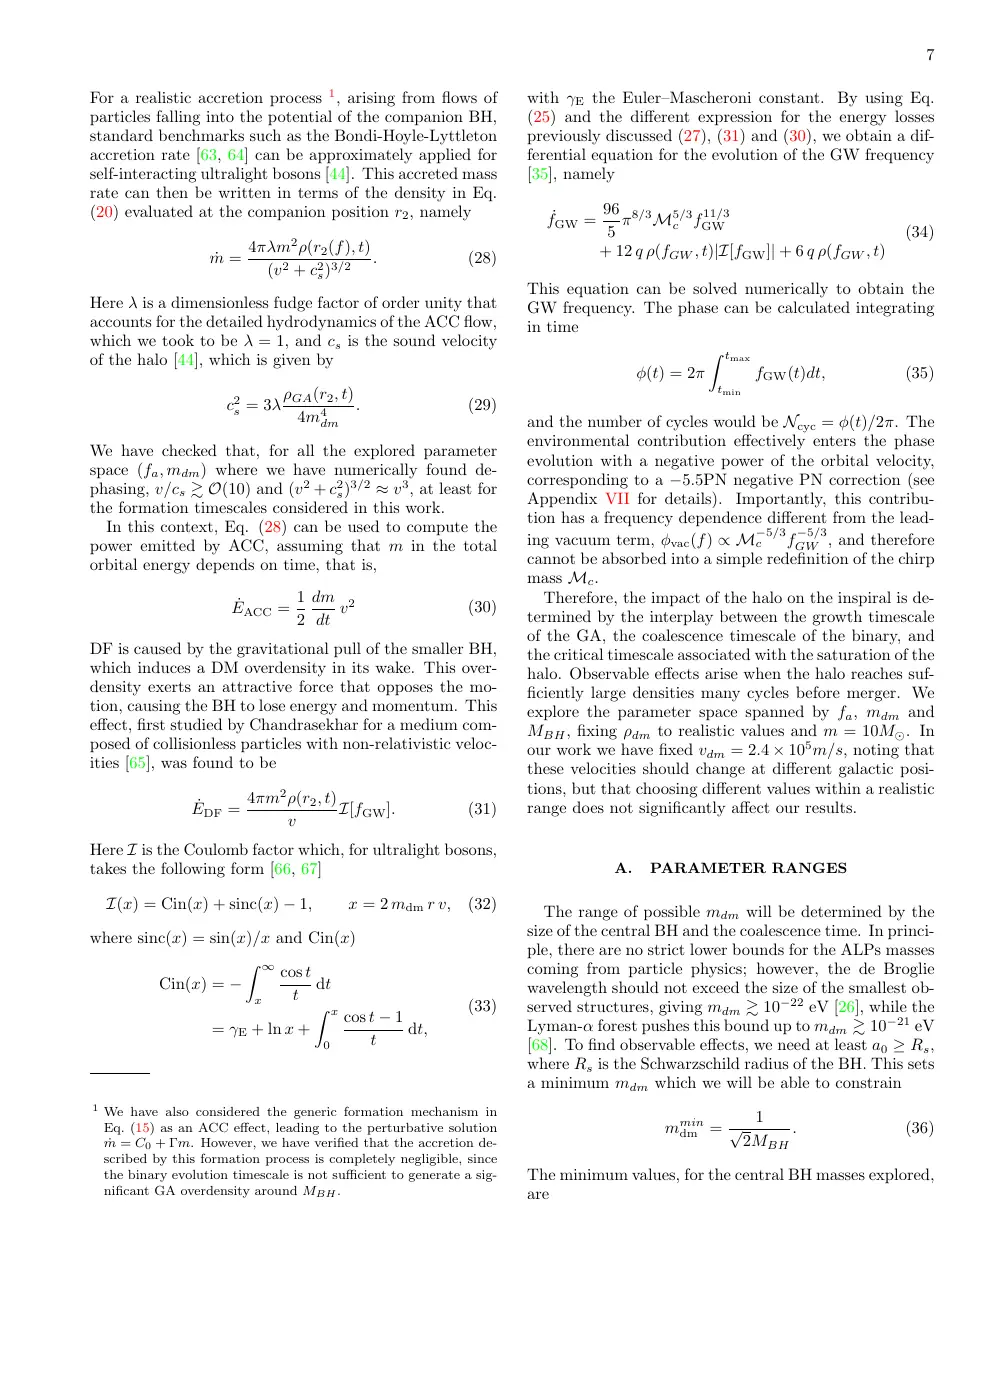 7
For a realistic accretion process 1, arising from flows of
particles falling into the potential of the companion BH,
standard benchmarks such as the Bondi-Hoyle-Lyttleton
accretion rate [63, 64] can be approximately applied for
self-interacting ultralight bosons [44]. This accreted mass
rate can then be written in terms of the density in Eq.
(20) evaluated at the companion position r₂, namely
ṁ = 4πλm²ρ(r₂(f), t) / (v² + c_s²)^{3/2} . (28)
Here λ is a dimensionless fudge factor of order unity that
accounts for the detailed hydrodynamics of the ACC flow,
which we took to be λ = 1, and c_s is the sound velocity
of the halo [44], which is given by
c_s² = 3λ ρ_{GA}(r₂, t) / 4m_{dm}^4 . (29)
We have checked that, for all the explored parameter
space (f_a, m_{dm}) where we have numerically found de-
phasing, v/c_s ≳ O(10) and (v² + c_s²)^{3/2} ≈ v³, at least for
the formation timescales considered in this work.
In this context, Eq. (28) can be used to compute the
power emitted by ACC, assuming that m in the total
orbital energy depends on time, that is,
Ė_{ACC} = 1/2 dm/dt v² (30)
DF is caused by the gravitational pull of the smaller BH,
which induces a DM overdensity in its wake. This over-
density exerts an attractive force that opposes the mo-
tion, causing the BH to lose energy and momentum. This
effect, first studied by Chandrasekhar for a medium com-
posed of collisionless particles with non-relativistic veloc-
ities [65], was found to be
Ė_{DF} = 4πm²ρ(r₂, t) / v I[f_{GW}]. (31)
Here I is the Coulomb factor which, for ultralight bosons,
takes the following form [66, 67]
I(x) = Cin(x) + sinc(x) − 1, x = 2 m_{dm} r v, (32)
where sinc(x) = sin(x)/x and Cin(x)
Cin(x) = − ∫_x^∞ cos t / t dt
= γ_E + ln x + ∫_0^x cos t − 1 / t dt, (33)
1 We have also considered the generic formation mechanism in
Eq. (15) as an ACC effect, leading to the perturbative solution
ṁ = C₀ + Γm. However, we have verified that the accretion de-
scribed by this formation process is completely negligible, since
the binary evolution timescale is not sufficient to generate a sig-
nificant GA overdensity around M_{BH}.
with γ_E the Euler–Mascheroni constant. By using Eq.
(25) and the different expression for the energy losses
previously discussed (27), (31) and (30), we obtain a dif-
ferential equation for the evolution of the GW frequency
[35], namely
ḟ_{GW} = 96/5 π^{8/3} M_c^{5/3} f_{GW}^{11/3}
+ 12 q ρ(f_{GW}, t)|I[f_{GW}]| + 6 q ρ(f_{GW}, t) (34)
This equation can be solved numerically to obtain the
GW frequency. The phase can be calculated integrating
in time
ϕ(t) = 2π ∫_{t_{min}}^{t_{max}} f_{GW}(t)dt, (35)
and the number of cycles would be N_{cyc} = ϕ(t)/2π. The
environmental contribution effectively enters the phase
evolution with a negative power of the orbital velocity,
corresponding to a −5.5PN negative PN correction (see
Appendix VII for details). Importantly, this contribu-
tion has a frequency dependence different from the lead-
ing vacuum term, ϕ_{vac}(f) ∝ M_c^{−5/3} f_{GW}^{−5/3}, and therefore
cannot be absorbed into a simple redefinition of the chirp
mass M_c.
Therefore, the impact of the halo on the inspiral is de-
termined by the interplay between the growth timescale
of the GA, the coalescence timescale of the binary, and
the critical timescale associated with the saturation of the
halo. Observable effects arise when the halo reaches suf-
ficiently large densities many cycles before merger. We
explore the parameter space spanned by f_a, m_{dm} and
M_{BH}, fixing ρ_{dm} to realistic values and m = 10M_⊙. In
our work we have fixed v_{dm} = 2.4 × 10⁵m/s, noting that
these velocities should change at different galactic posi-
tions, but that choosing different values within a realistic
range does not significantly affect our results.
A. PARAMETER RANGES
The range of possible m_{dm} will be determined by the
size of the central BH and the coalescence time. In princi-
ple, there are no strict lower bounds for the ALPs masses
coming from particle physics; however, the de Broglie
wavelength should not exceed the size of the smallest ob-
served structures, giving m_{dm} ≳ 10^{−22} eV [26], while the
Lyman-α forest pushes this bound up to m_{dm} ≳ 10^{−21} eV
[68]. To find observable effects, we need at least a₀ ≥ R_s,
where R_s is the Schwarzschild radius of the BH. This sets
a minimum m_{dm} which we will be able to constrain
m_{dm}^{min} = 1 / √2M_{BH} . (36)
The minimum values, for the central BH masses explored,
are